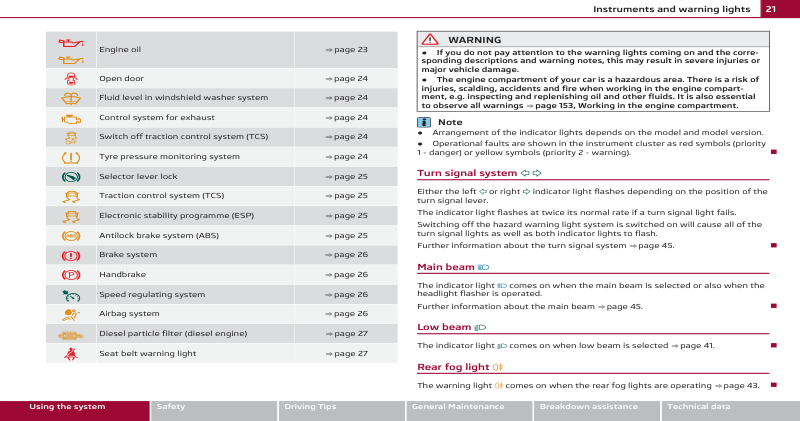 Instruments and warning lights 21
Engine oil ⇒ page 23
Open door ⇒ page 24
Fluid level in windshield washer system ⇒ page 24
Control system for exhaust ⇒ page 24
Switch off traction control system (TCS) ⇒ page 24
Tyre pressure monitoring system ⇒ page 24
Selector lever lock ⇒ page 25
Traction control system (TCS) ⇒ page 25
Electronic stability programme (ESP) ⇒ page 25
Antilock brake system (ABS) ⇒ page 25
Brake system ⇒ page 26
Handbrake ⇒ page 26
Speed regulating system ⇒ page 26
Airbag system ⇒ page 26
Diesel particle filter (diesel engine) ⇒ page 27
Seat belt warning light ⇒ page 27
WARNING
● If you do not pay attention to the warning lights coming on and the corre-
sponding descriptions and warning notes, this may result in severe injuries or
major vehicle damage.
● The engine compartment of your car is a hazardous area. There is a risk of
injuries, scalding, accidents and fire when working in the engine compart-
ment, e.g. inspecting and replenishing oil and other fluids. It is also essential
to observe all warnings ⇒ page 153, Working in the engine compartment.
Note
● Arrangement of the indicator lights depends on the model and model version.
● Operational faults are shown in the instrument cluster as red symbols (priority
1 - danger) or yellow symbols (priority 2 - warning).
Turn signal system
Either the left or right indicator light flashes depending on the position of the
turn signal lever.
The indicator light flashes at twice its normal rate if a turn signal light fails.
Switching off the hazard warning light system is switched on will cause all of the
turn signal lights as well as both indicator lights to flash.
Further information about the turn signal system ⇒ page 45.
Main beam
The indicator light comes on when the main beam is selected or also when the
headlight flasher is operated.
Further information about the main beam ⇒ page 45.
Low beam
The indicator light comes on when low beam is selected ⇒ page 41.
Rear fog light
The warning light comes on when the rear fog lights are operating ⇒ page 43.
Using the system Safety Driving Tips General Maintenance Breakdown assistance Technical data